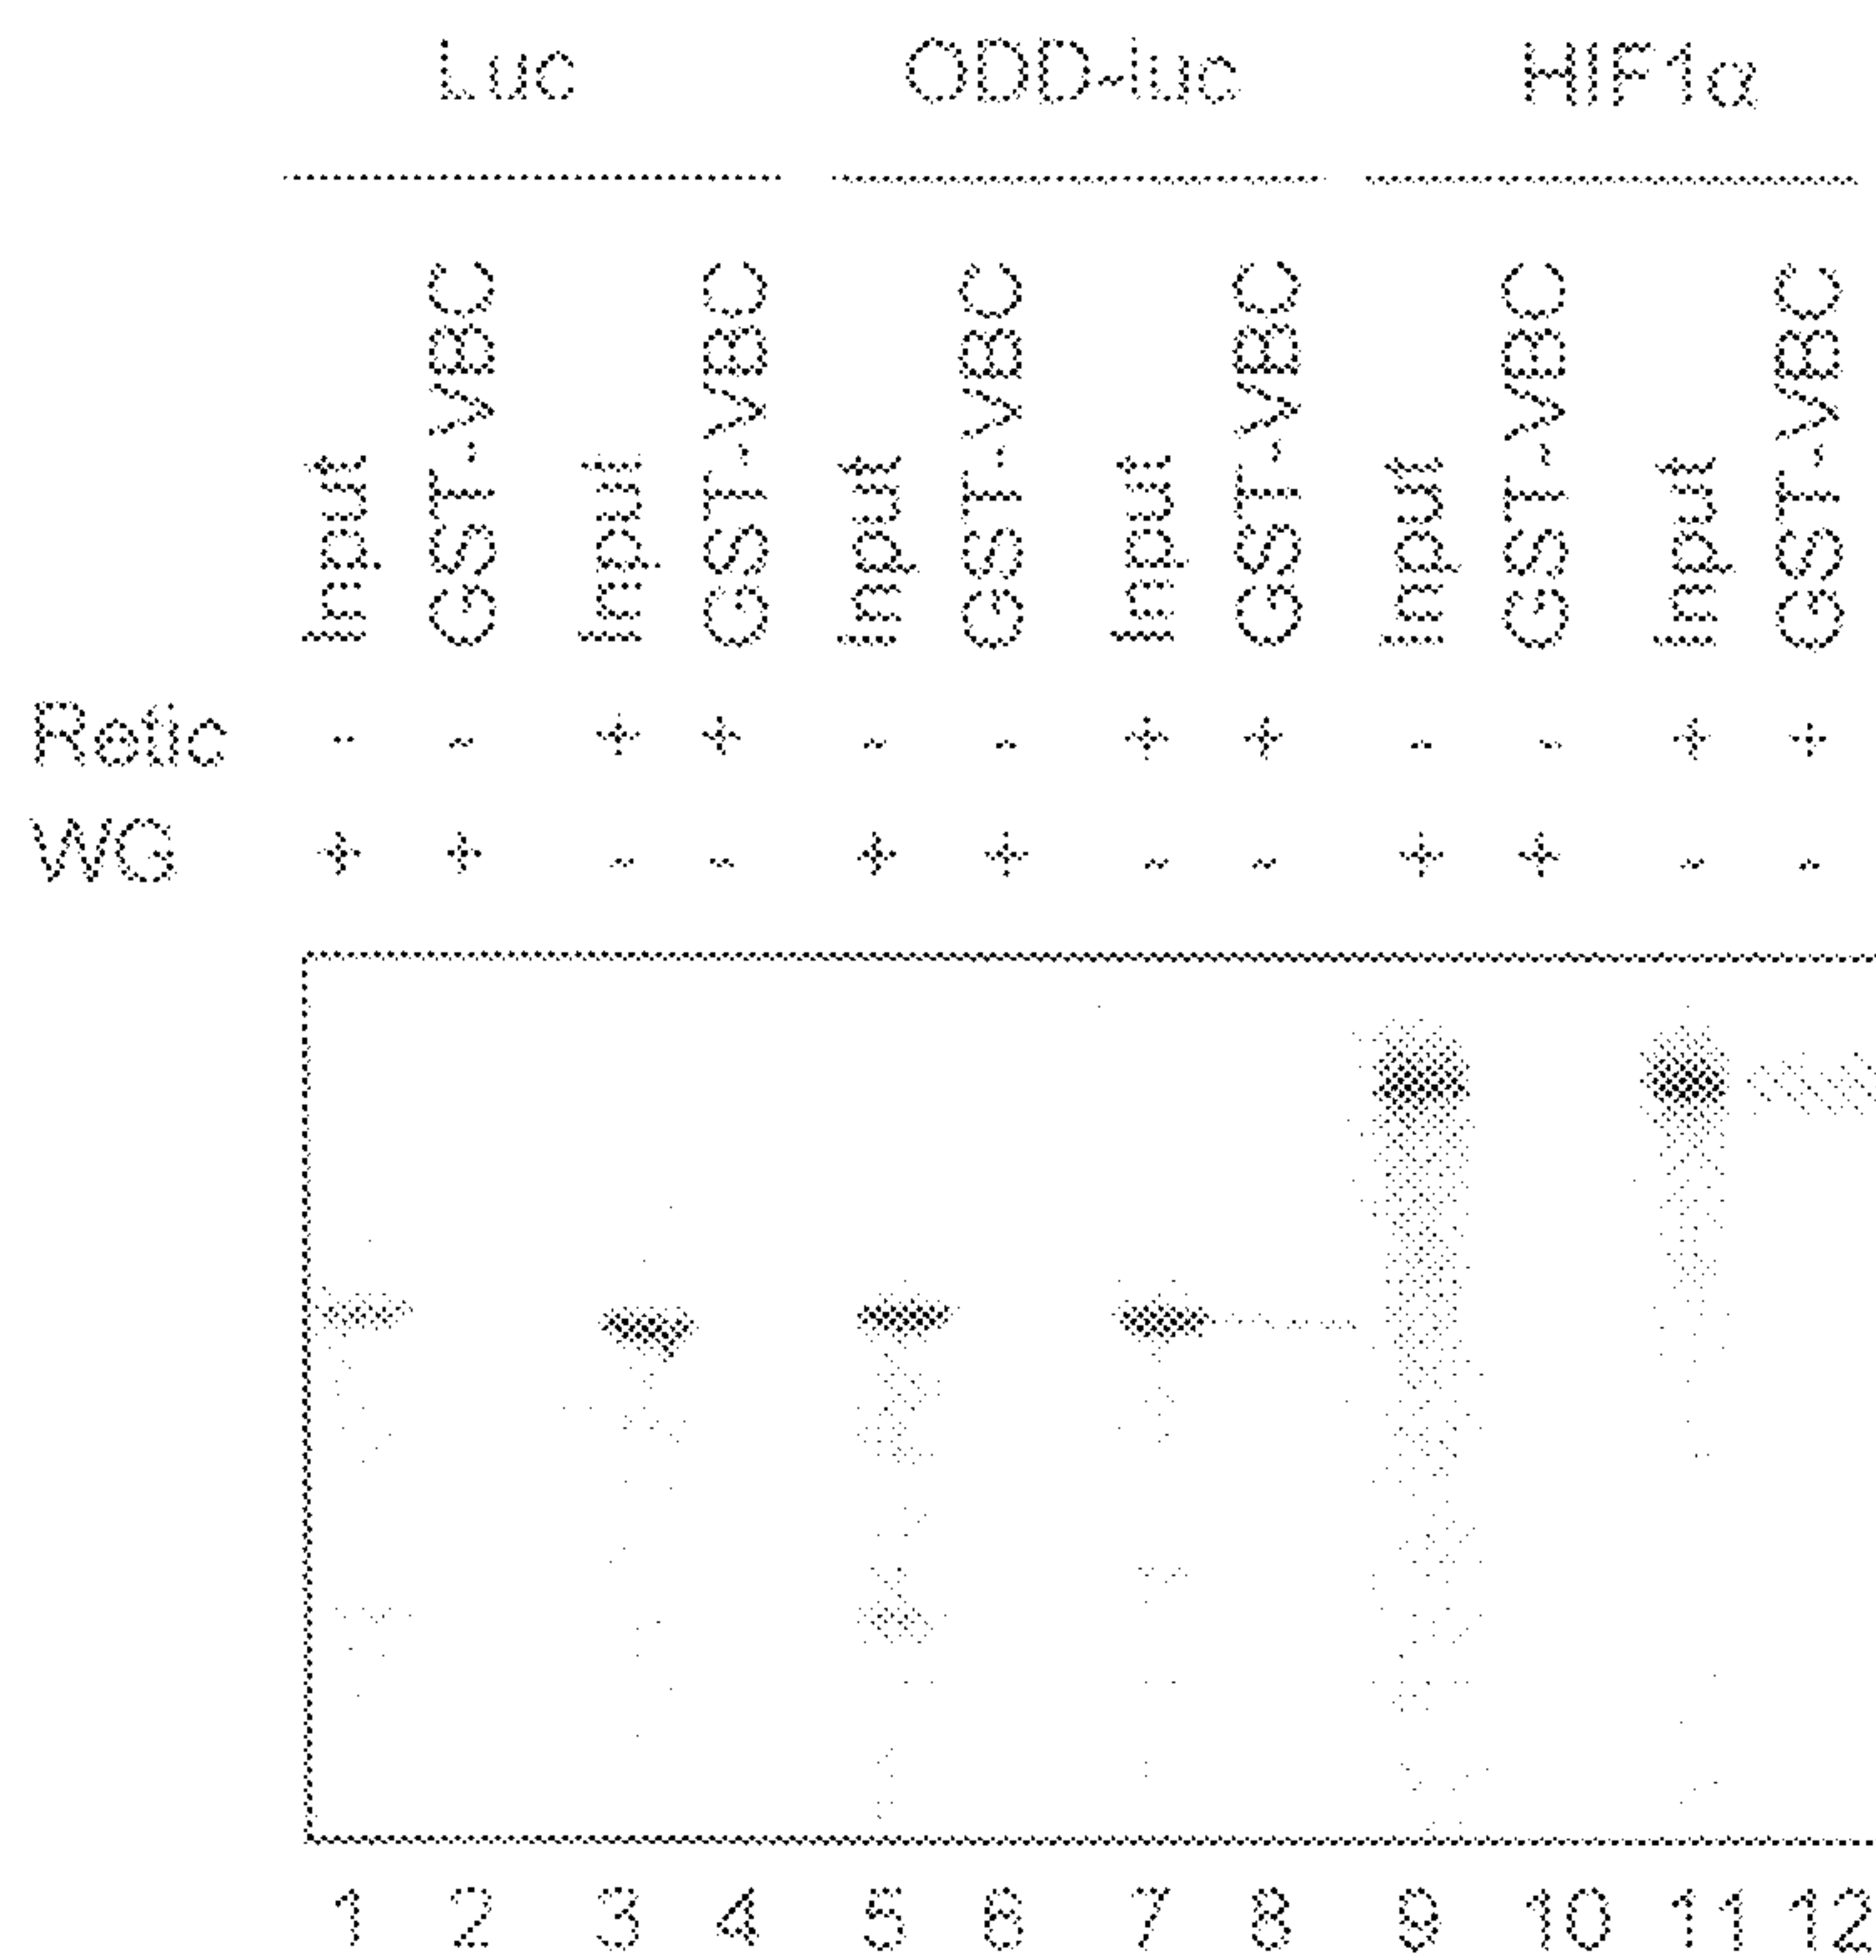 Luc ODD-luc HIF1α
Input GST-VBC Input GST-VBC Input GST-VBC Input GST-VBC Input GST-VBC Input GST-VBC
Retic - - + + - - + + - - + +
WG + + - - + + - - + + - -
1 2 3 4 5 6 7 8 9 10 11 12